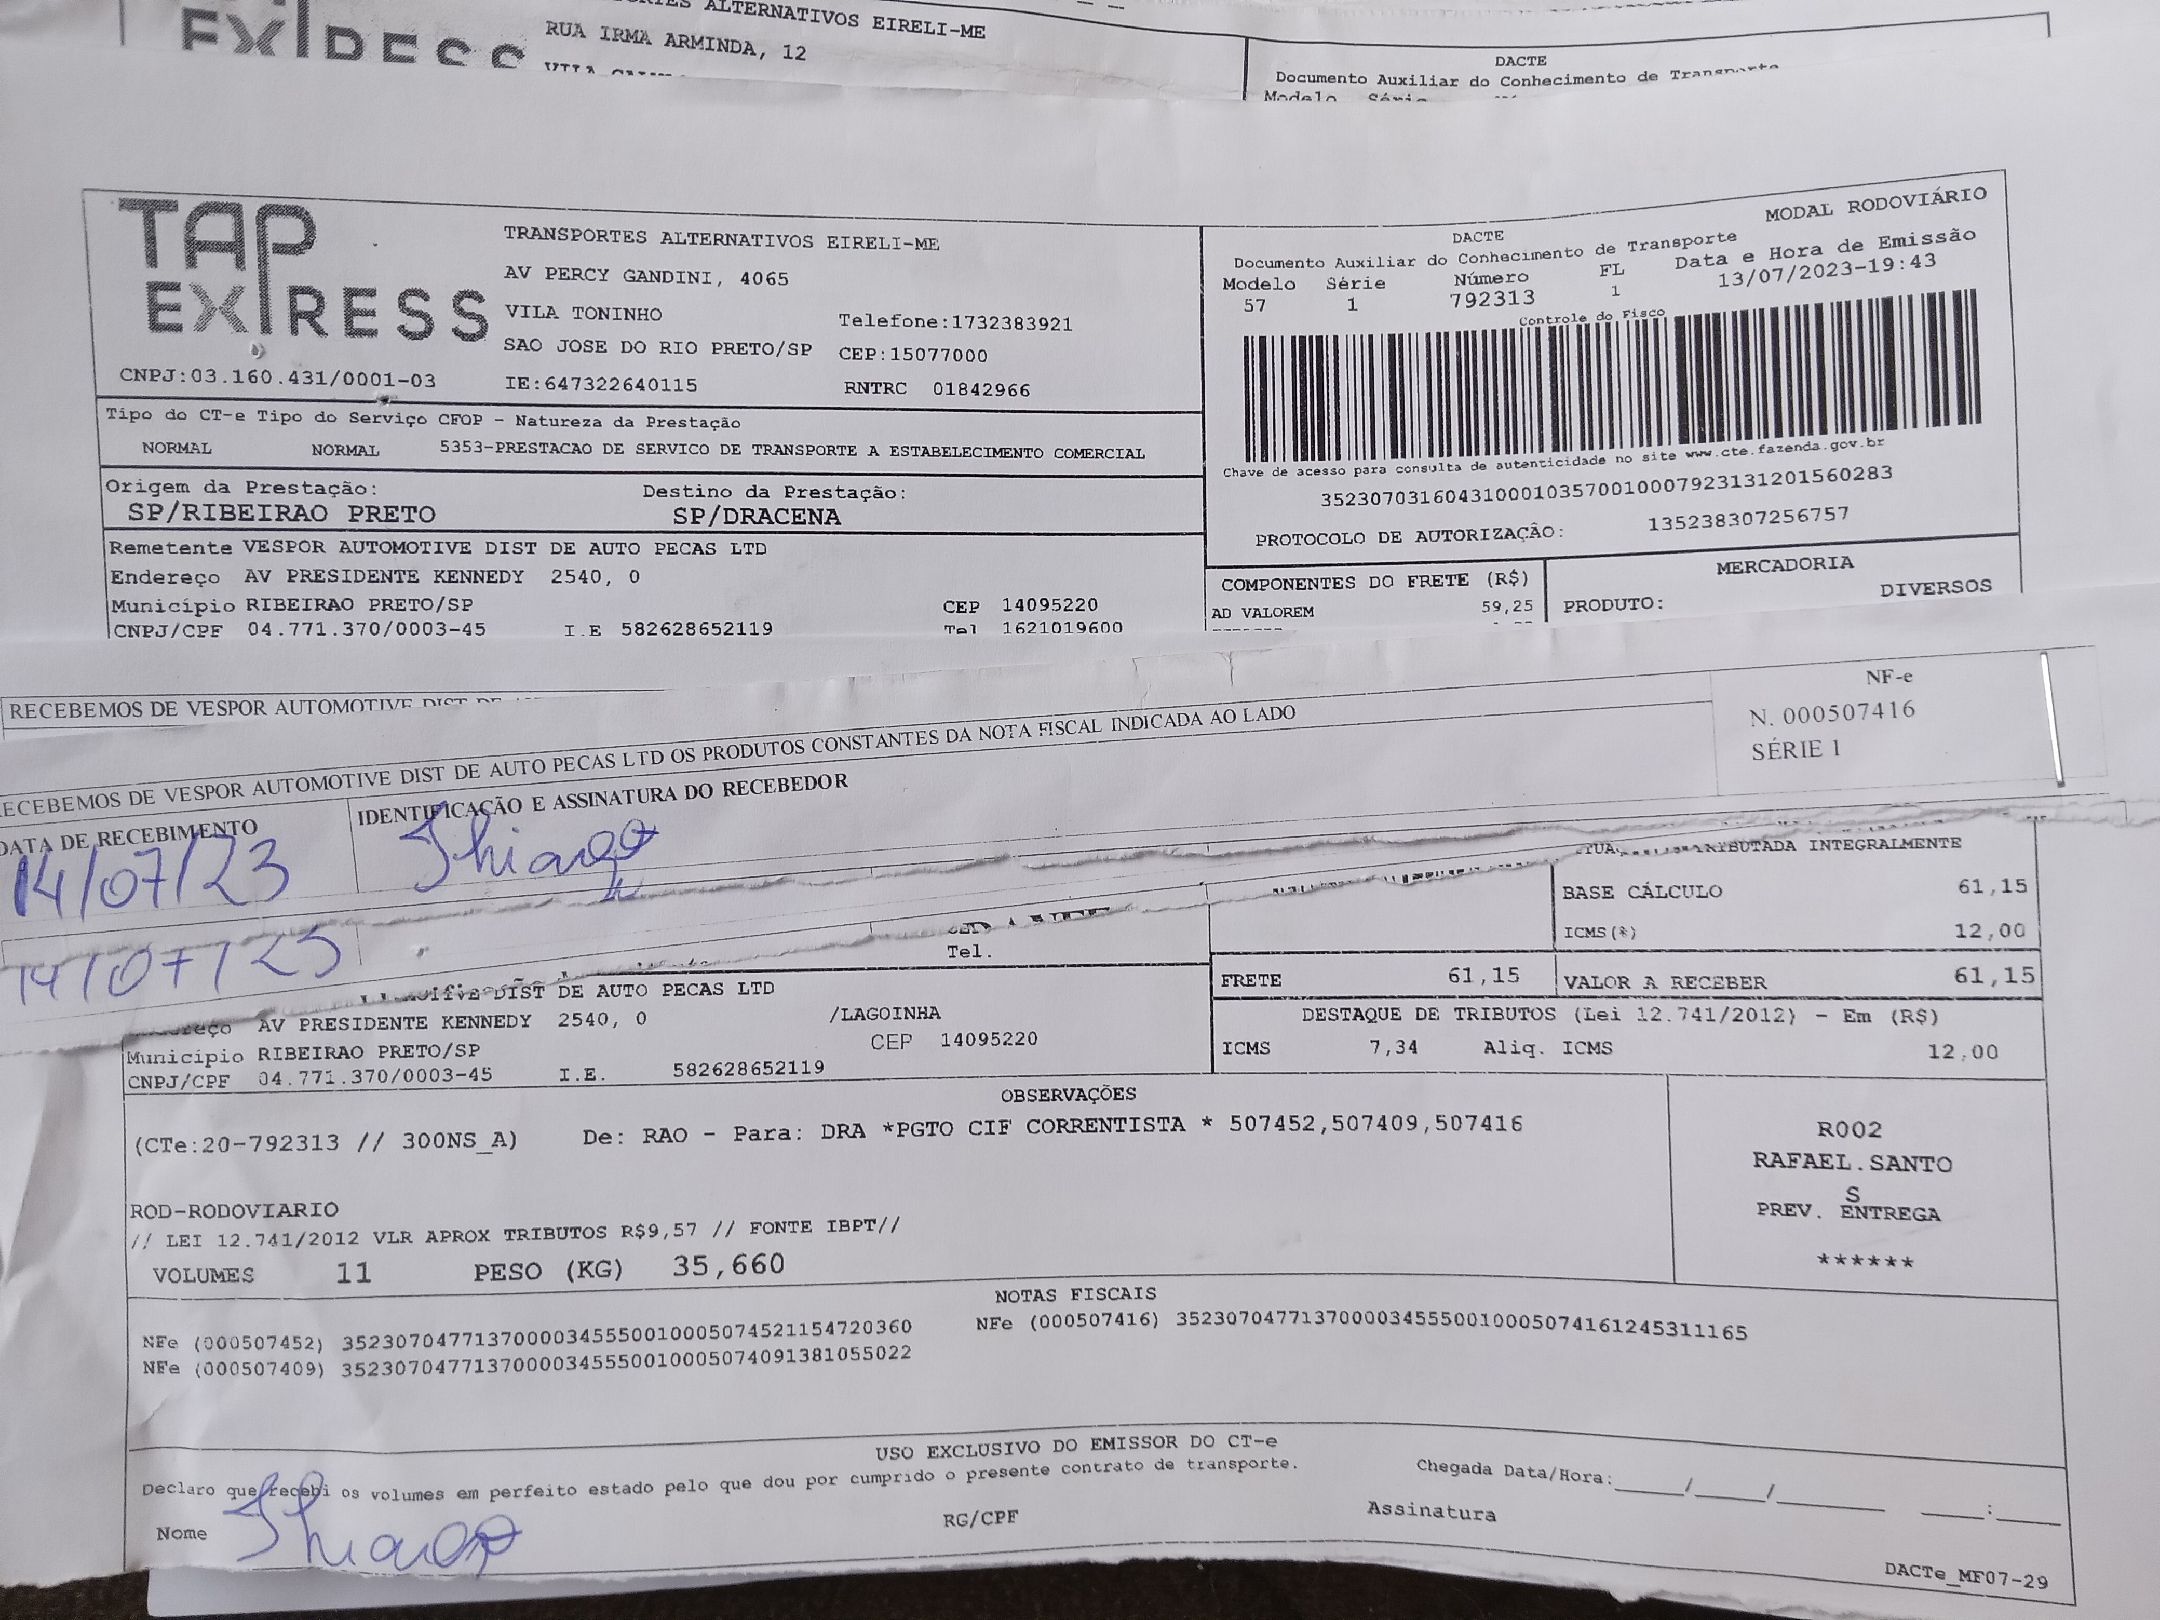 ALTERNATIVOS EIRELI-ME
RUA IRMA ARMINDA, 12
EXPRESS
DACTE
Documento Auxiliar do Conhecimento de Transporte
Modelo Série
TAP EXPRESS
TRANSPORTES ALTERNATIVOS EIRELI-ME
AV PERCY GANDINI, 4065
VILA TONINHO
Telefone:1732383921
SAO JOSE DO RIO PRETO/SP CEP:15077000
CNPJ:03.160.431/0001-03
IE:647322640115
RNTRC 01842966
MODAL RODOVIÁRIO
DACTE
Documento Auxiliar do Conhecimento de Transporte
Modelo Série Número FL Data e Hora de Emissão
57 1 792313 1 13/07/2023-19:43
Controle do Fisco
Chave de acesso para consulta de autenticidade no site www.cte.fazenda.gov.br
35230703160431000103570010007923131201560283
PROTOCOLO DE AUTORIZAÇÃO: 135238307256757
Tipo do CT-e Tipo do Serviço CFOP - Natureza da Prestação
NORMAL NORMAL 5353-PRESTACAO DE SERVICO DE TRANSPORTE A ESTABELECIMENTO COMERCIAL
Origem da Prestação: Destino da Prestação:
SP/RIBEIRAO PRETO SP/DRACENA
Remetente VESPOR AUTOMOTIVE DIST DE AUTO PECAS LTD
Endereço AV PRESIDENTE KENNEDY 2540, 0
Município RIBEIRAO PRETO/SP CEP 14095220
CNPJ/CPF 04.771.370/0003-45 I.E 582628652119 Tel 1621019600
COMPONENTES DO FRETE (R$)
AD VALOREM 59,25
MERCADORIA
PRODUTO: DIVERSOS
RECEBEMOS DE VESPOR AUTOMOTIVE DIST DE
RECEBEMOS DE VESPOR AUTOMOTIVE DIST DE AUTO PECAS LTD OS PRODUTOS CONSTANTES DA NOTA FISCAL INDICADA AO LADO
NF-e
N. 000507416
SÉRIE 1
DATA DE RECEBIMENTO
IDENTIFICAÇÃO E ASSINATURA DO RECEBEDOR
14/07/23
Thiago
14/07/23
Tel.
TRIBUTADA INTEGRALMENTE
BASE CÁLCULO 61,15
ICMS(%) 12,00
FRETE 61,15 VALOR A RECEBER 61,15
DIST DE AUTO PECAS LTD
Endereço AV PRESIDENTE KENNEDY 2540, 0 /LAGOINHA
Município RIBEIRAO PRETO/SP CEP 14095220
CNPJ/CPF 04.771.370/0003-45 I.E. 582628652119
DESTAQUE DE TRIBUTOS (Lei 12.741/2012) - Em (R$)
ICMS 7,34 Aliq. ICMS 12,00
OBSERVAÇÕES
(CTe:20-792313 // 300NS_A) De: RAO - Para: DRA *PGTO CIF CORRENTISTA * 507452,507409,507416
R002
RAFAEL.SANTO
S
PREV. ENTREGA
******
ROD-RODOVIARIO
// LEI 12.741/2012 VLR APROX TRIBUTOS R$9,57 // FONTE IBPT//
VOLUMES 11 PESO (KG) 35,660
NOTAS FISCAIS
NFe (000507452) 35230704771370000345550010005074521154720360 NFe (000507416) 35230704771370000345550010005074161245311165
NFe (000507409) 35230704771370000345550010005074091381055022
USO EXCLUSIVO DO EMISSOR DO CT-e
Declaro que recebi os volumes em perfeito estado pelo que dou por cumprido o presente contrato de transporte.
Chegada Data/Hora:_____/_____/________ ____:____
Nome Thiago RG/CPF Assinatura
DACTe_MF07-29